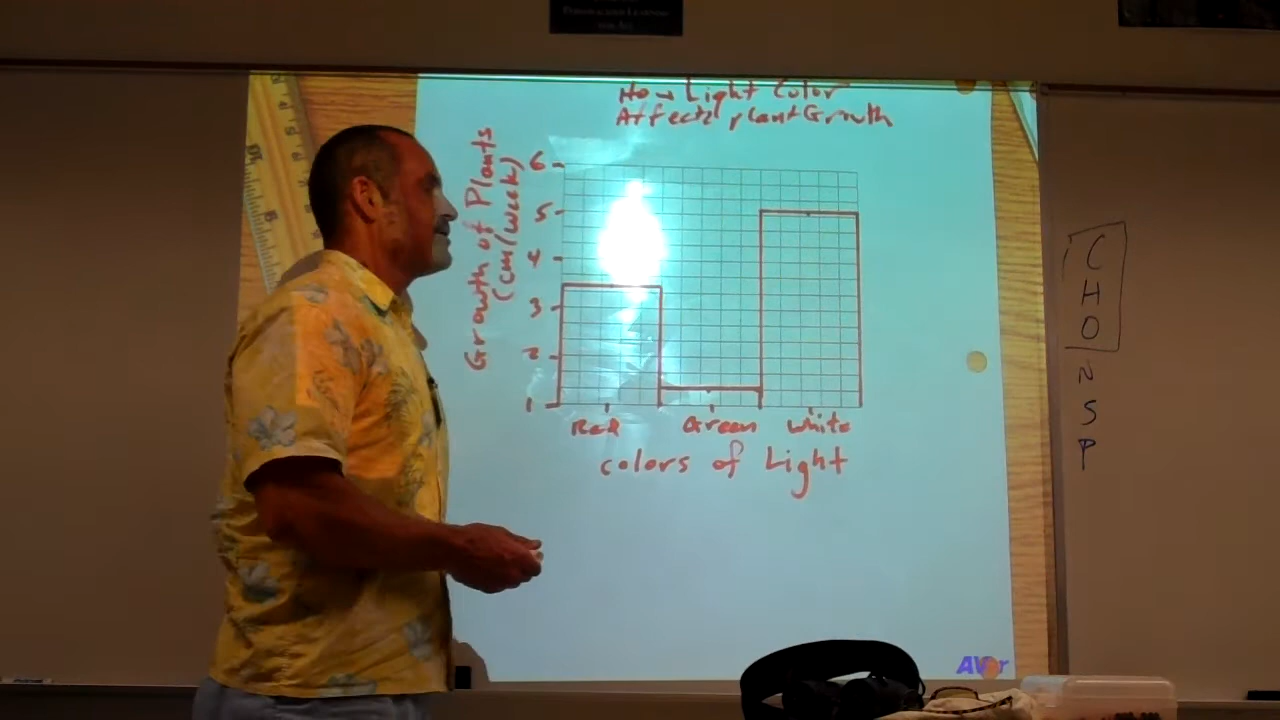 How Light Color
Affects plant Growth
Growth of Plants
(cm/week)
6
5
4
3
2
1
Red Green White
colors of Light
C
H
O
N
S
P
AVer